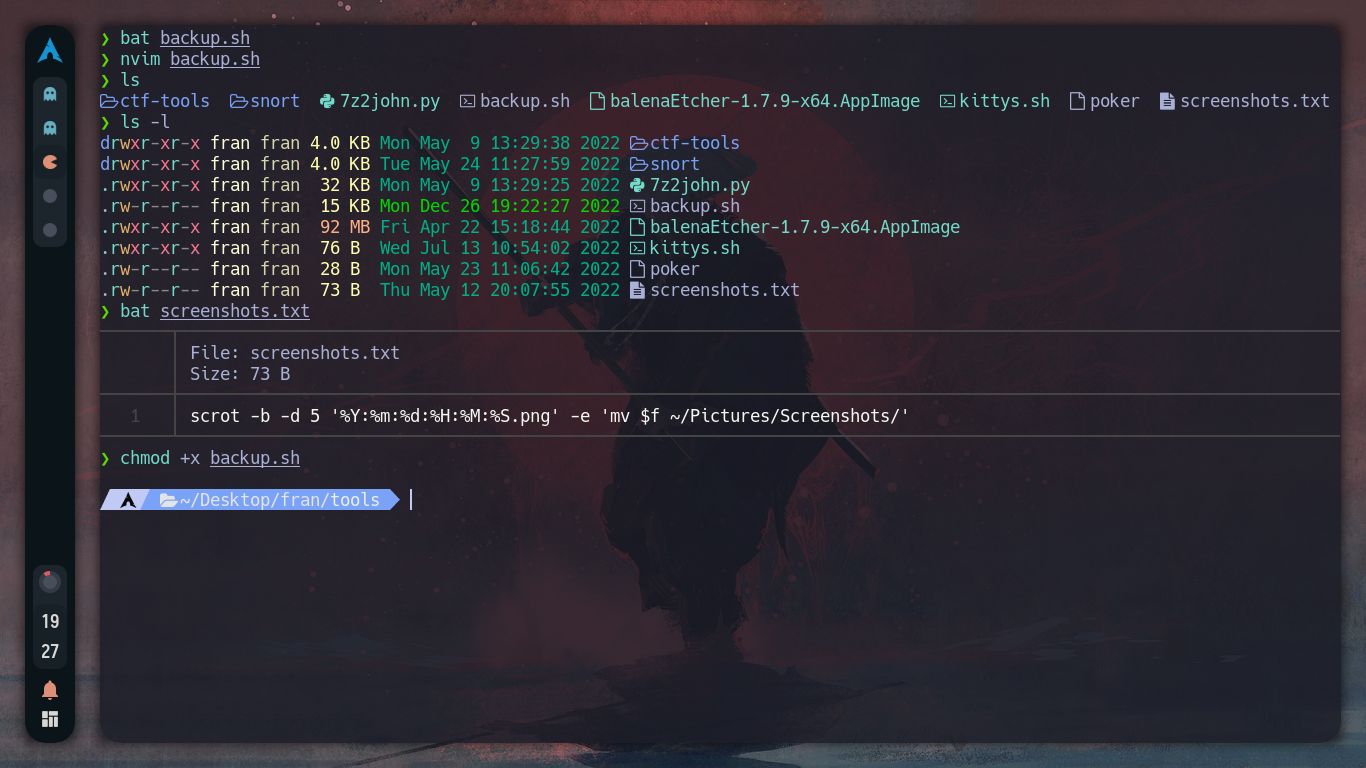 ❯ bat backup.sh
❯ nvim backup.sh
❯ ls
ctf-tools snort 7z2john.py backup.sh balenaEtcher-1.7.9-x64.AppImage kittys.sh poker screenshots.txt
❯ ls -l
drwxr-xr-x fran fran 4.0 KB Mon May  9 13:29:38 2022 ctf-tools
drwxr-xr-x fran fran 4.0 KB Tue May 24 11:27:59 2022 snort
.rwxr-xr-x fran fran  32 KB Mon May  9 13:29:25 2022 7z2john.py
.rw-r--r-- fran fran  15 KB Mon Dec 26 19:22:27 2022 backup.sh
.rwxr-xr-x fran fran  92 MB Fri Apr 22 15:18:44 2022 balenaEtcher-1.7.9-x64.AppImage
.rwxr-xr-x fran fran  76 B  Wed Jul 13 10:54:02 2022 kittys.sh
.rw-r--r-- fran fran  28 B  Mon May 23 11:06:42 2022 poker
.rw-r--r-- fran fran  73 B  Thu May 12 20:07:55 2022 screenshots.txt
❯ bat screenshots.txt
File: screenshots.txt
Size: 73 B
1 scrot -b -d 5 '%Y:%m:%d:%H:%M:%S.png' -e 'mv $f ~/Pictures/Screenshots/'
❯ chmod +x backup.sh
~/Desktop/fran/tools
19
27